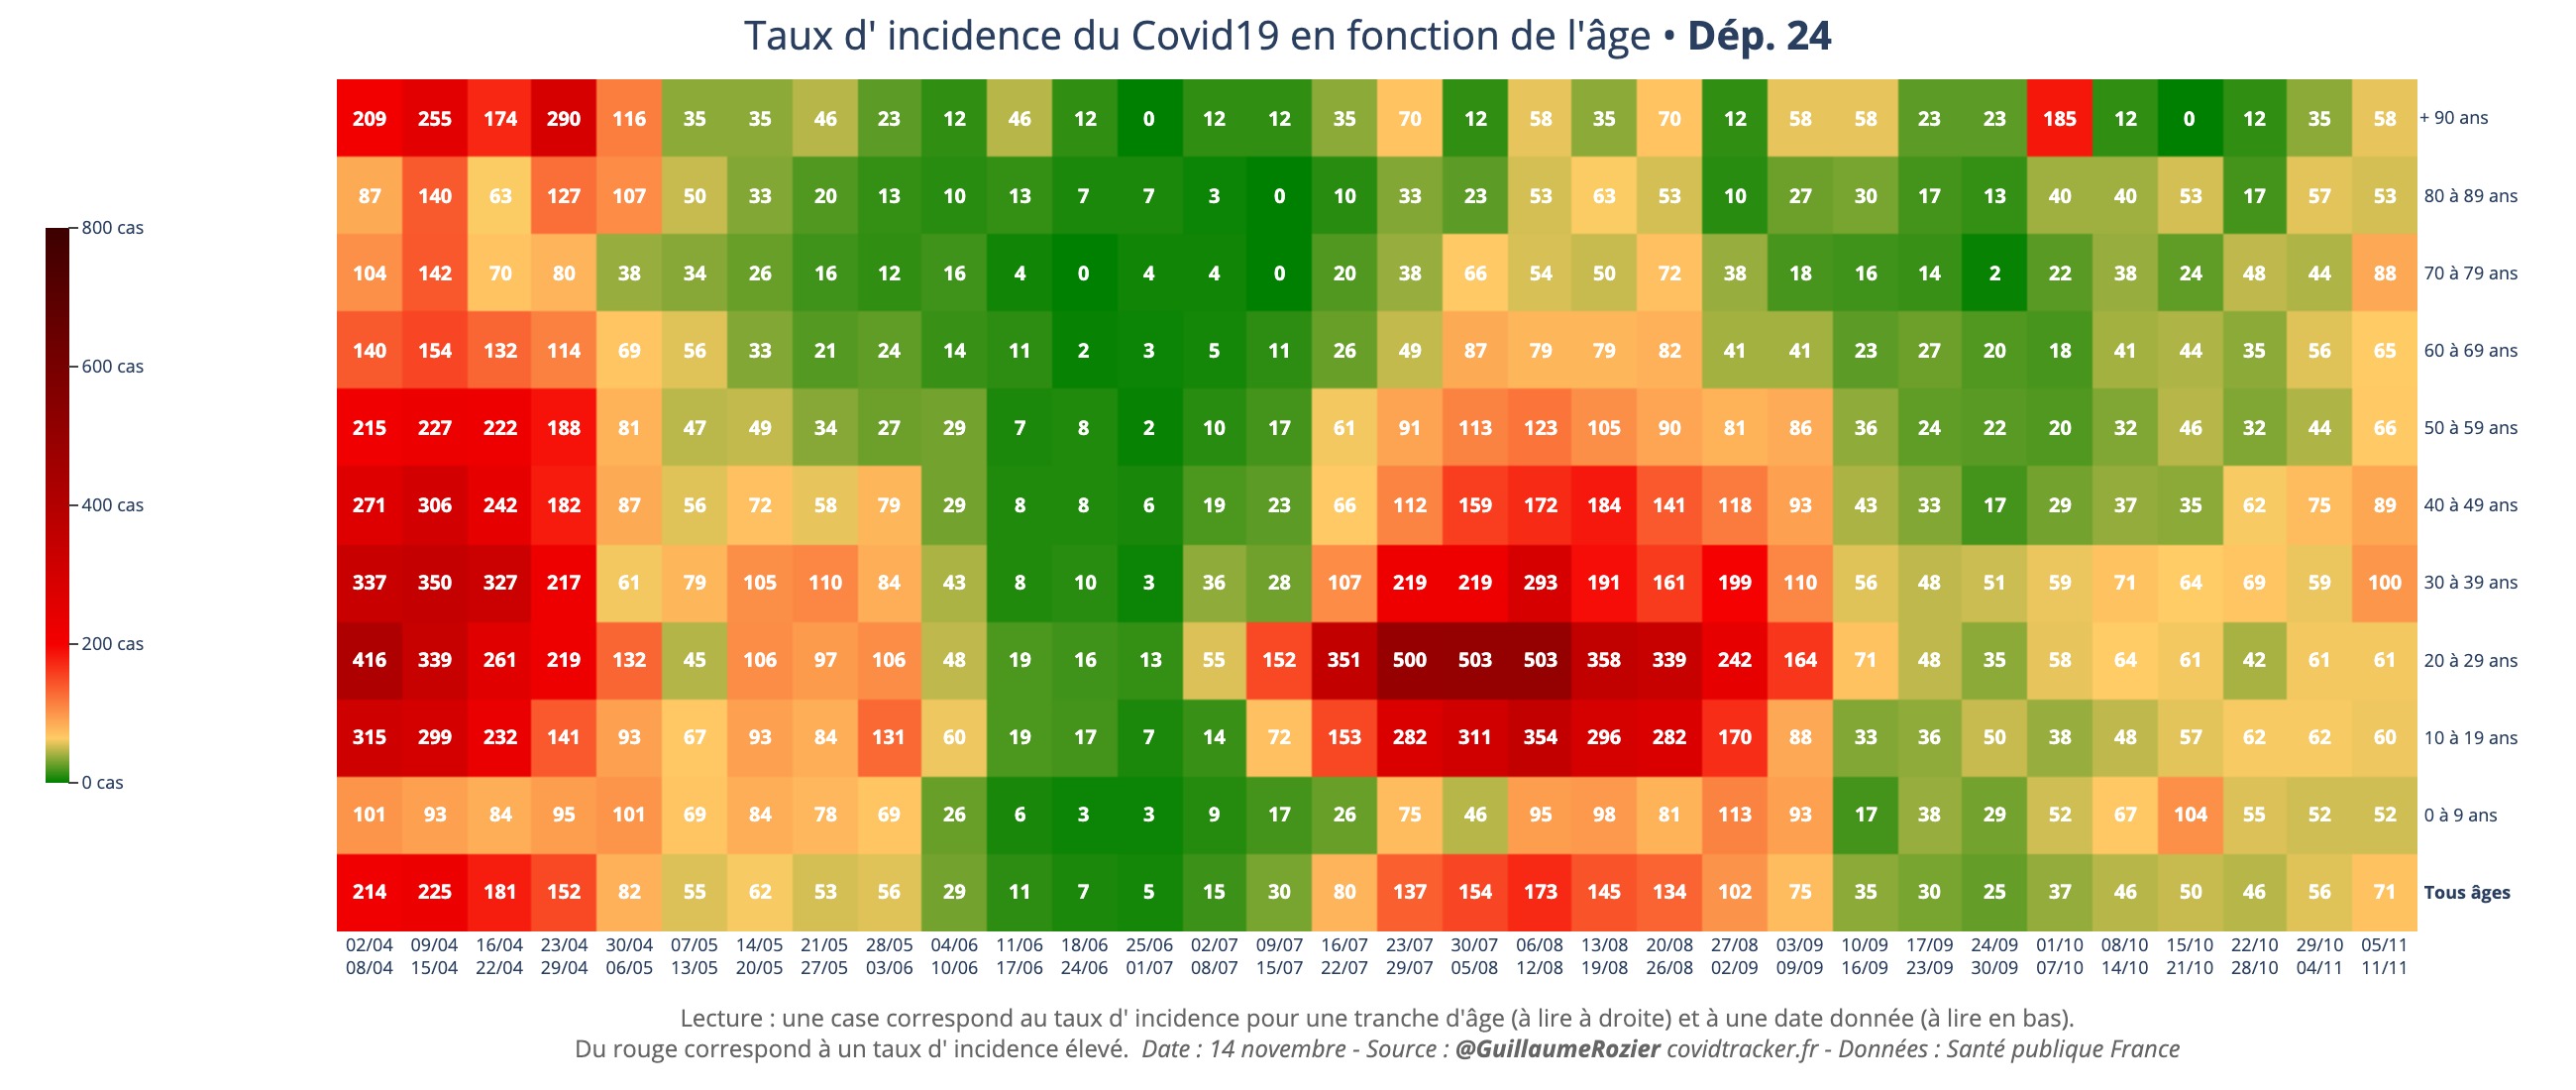 Taux d' incidence du Covid19 en fonction de l'âge • Dép. 24
800 cas
600 cas
400 cas
200 cas
0 cas
209 255 174 290 116 35 35 46 23 12 46 12 0 12 12 35 70 12 58 35 70 12 58 58 23 23 185 12 0 12 35 58 + 90 ans
87 140 63 127 107 50 33 20 13 10 13 7 7 3 0 10 33 23 53 63 53 10 27 30 17 13 40 40 53 17 57 53 80 à 89 ans
104 142 70 80 38 34 26 16 12 16 4 0 4 4 0 20 38 66 54 50 72 38 18 16 14 2 22 38 24 48 44 88 70 à 79 ans
140 154 132 114 69 56 33 21 24 14 11 2 3 5 11 26 49 87 79 79 82 41 41 23 27 20 18 41 44 35 56 65 60 à 69 ans
215 227 222 188 81 47 49 34 27 29 7 8 2 10 17 61 91 113 123 105 90 81 86 36 24 22 20 32 46 32 44 66 50 à 59 ans
271 306 242 182 87 56 72 58 79 29 8 8 6 19 23 66 112 159 172 184 141 118 93 43 33 17 29 37 35 62 75 89 40 à 49 ans
337 350 327 217 61 79 105 110 84 43 8 10 3 36 28 107 219 219 293 191 161 199 110 56 48 51 59 71 64 69 59 100 30 à 39 ans
416 339 261 219 132 45 106 97 106 48 19 16 13 55 152 351 500 503 503 358 339 242 164 71 48 35 58 64 61 42 61 61 20 à 29 ans
315 299 232 141 93 67 93 84 131 60 19 17 7 14 72 153 282 311 354 296 282 170 88 33 36 50 38 48 57 62 62 60 10 à 19 ans
101 93 84 95 101 69 84 78 69 26 6 3 3 9 17 26 75 46 95 98 81 113 93 17 38 29 52 67 104 55 52 52 0 à 9 ans
214 225 181 152 82 55 62 53 56 29 11 7 5 15 30 80 137 154 173 145 134 102 75 35 30 25 37 46 50 46 56 71 Tous âges
02/04 09/04 16/04 23/04 30/04 07/05 14/05 21/05 28/05 04/06 11/06 18/06 25/06 02/07 09/07 16/07 23/07 30/07 06/08 13/08 20/08 27/08 03/09 10/09 17/09 24/09 01/10 08/10 15/10 22/10 29/10 05/11
08/04 15/04 22/04 29/04 06/05 13/05 20/05 27/05 03/06 10/06 17/06 24/06 01/07 08/07 15/07 22/07 29/07 05/08 12/08 19/08 26/08 02/09 09/09 16/09 23/09 30/09 07/10 14/10 21/10 28/10 04/11 11/11
Lecture : une case correspond au taux d' incidence pour une tranche d'âge (à lire à droite) et à une date donnée (à lire en bas).
Du rouge correspond à un taux d' incidence élevé. Date : 14 novembre - Source : @GuillaumeRozier covidtracker.fr - Données : Santé publique France